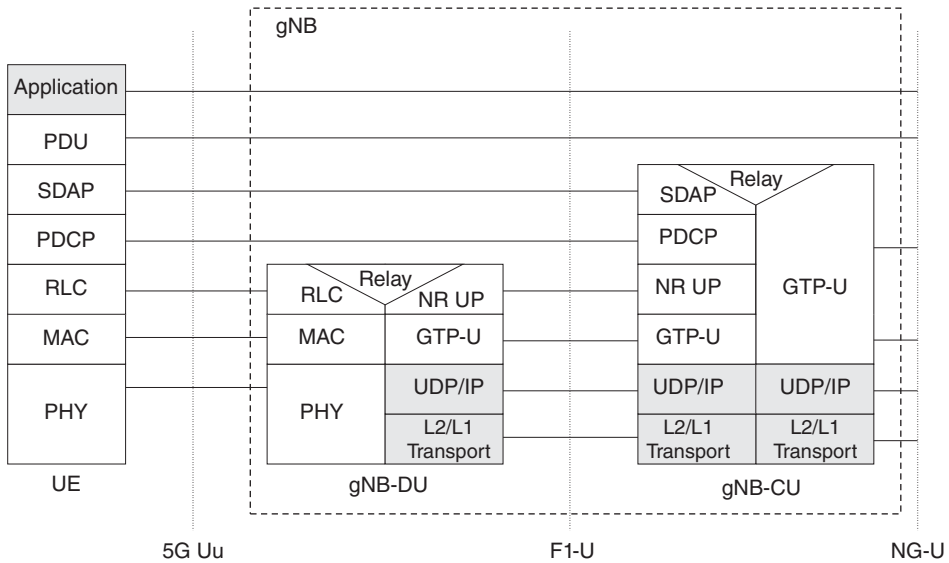 gNB
Application
PDU
SDAP
PDCP
RLC
MAC
PHY
UE
RLC
Relay
NR UP
MAC
GTP-U
PHY
UDP/IP
L2/L1
Transport
gNB-DU
SDAP
Relay
PDCP
NR UP
GTP-U
GTP-U
UDP/IP
UDP/IP
L2/L1
Transport
L2/L1
Transport
gNB-CU
5G Uu
F1-U
NG-U